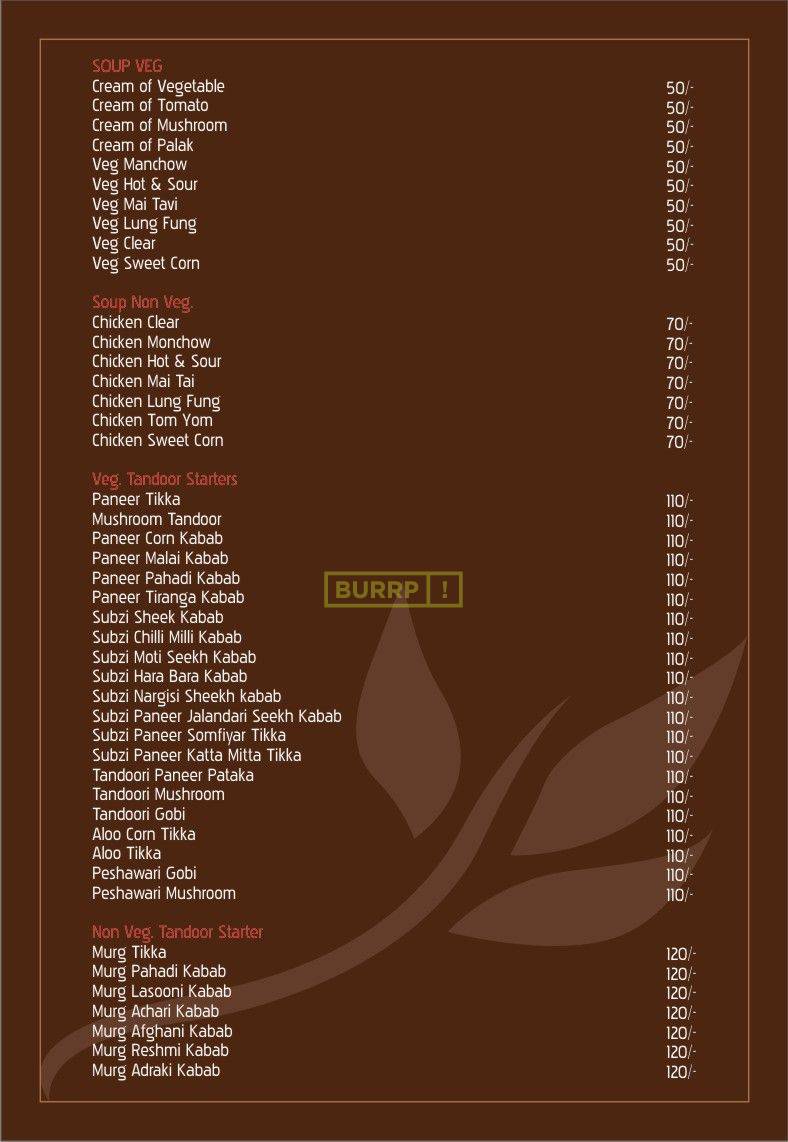 SOUP VEG
Cream of Vegetable 50/-
Cream of Tomato 50/-
Cream of Mushroom 50/-
Cream of Palak 50/-
Veg Manchow 50/-
Veg Hot & Sour 50/-
Veg Mai Tavi 50/-
Veg Lung Fung 50/-
Veg Clear 50/-
Veg Sweet Corn 50/-
Soup Non Veg.
Chicken Clear 70/-
Chicken Monchow 70/-
Chicken Hot & Sour 70/-
Chicken Mai Tai 70/-
Chicken Lung Fung 70/-
Chicken Tom Yom 70/-
Chicken Sweet Corn 70/-
Veg. Tandoor Starters
Paneer Tikka 110/-
Mushroom Tandoor 110/-
Paneer Corn Kabab 110/-
Paneer Malai Kabab 110/-
Paneer Pahadi Kabab 110/-
BURRP !
Paneer Tiranga Kabab 110/-
Subzi Sheek Kabab 110/-
Subzi Chilli Milli Kabab 110/-
Subzi Moti Seekh Kabab 110/-
Subzi Hara Bara Kabab 110/-
Subzi Nargisi Sheekh kabab 110/-
Subzi Paneer Jalandari Seekh Kabab 110/-
Subzi Paneer Somfiyar Tikka 110/-
Subzi Paneer Katta Mitta Tikka 110/-
Tandoori Paneer Pataka 110/-
Tandoori Mushroom 110/-
Tandoori Gobi 110/-
Aloo Corn Tikka 110/-
Aloo Tikka 110/-
Peshawari Gobi 110/-
Peshawari Mushroom 110/-
Non Veg. Tandoor Starter
Murg Tikka 120/-
Murg Pahadi Kabab 120/-
Murg Lasooni Kabab 120/-
Murg Achari Kabab 120/-
Murg Afghani Kabab 120/-
Murg Reshmi Kabab 120/-
Murg Adraki Kabab 120/-